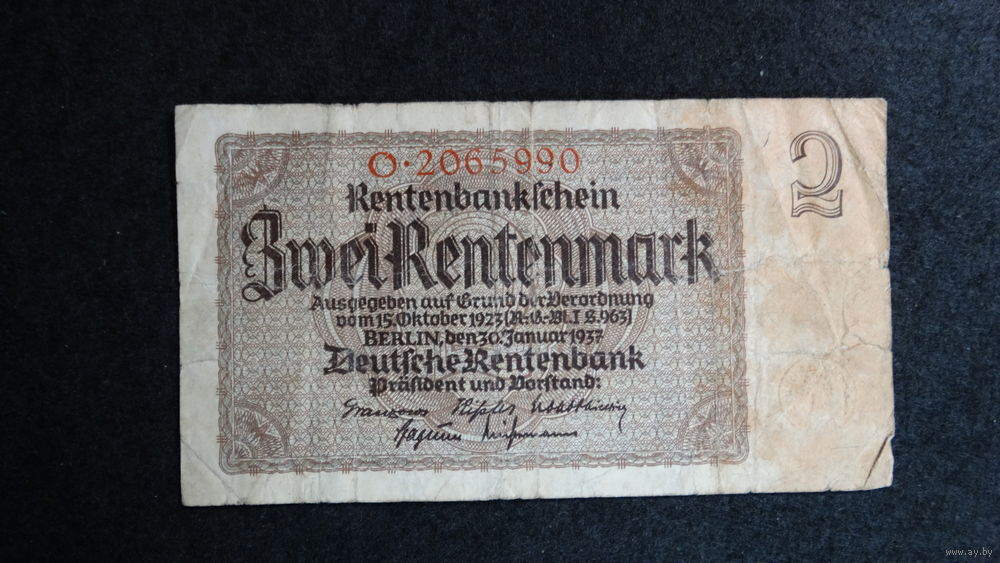 O·2065990
2
Rentenbankschein
Zwei Rentenmark
Ausgegeben auf Grund der Verordnung
vom 15. Oktober 1923 (R.-G.-Bl. I S. 963)
BERLIN, den 30. Januar 1937
Deutsche Rentenbank
Präsident und Vorstand:
www.ay.by